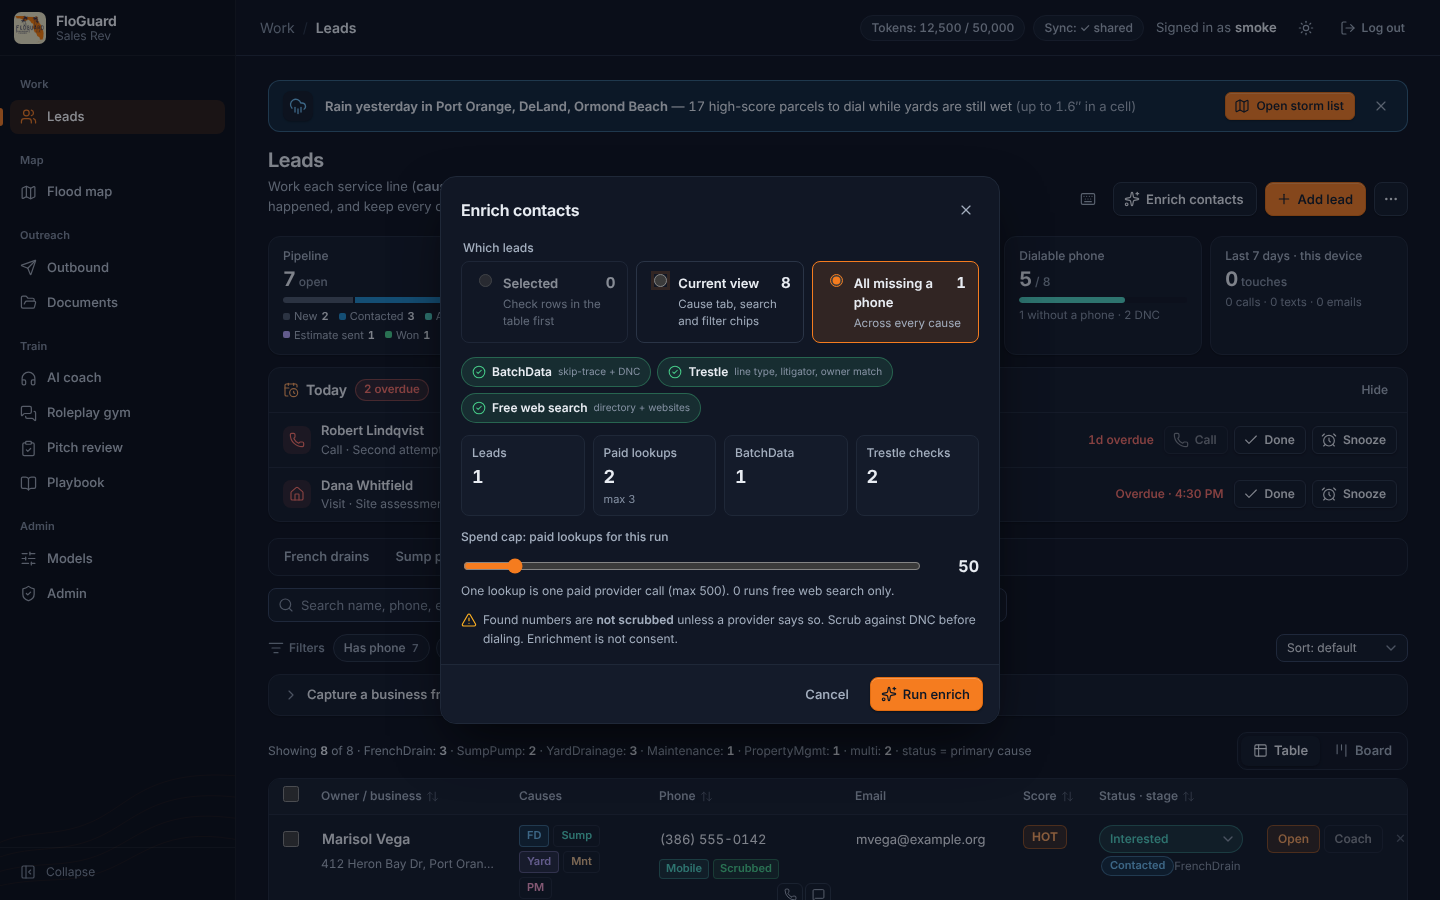 FloGuard
Sales Rev
Work / Leads
Tokens: 12,500 / 50,000
Sync: ✓ shared
Signed in as smoke
Log out
Work
Leads
Map
Flood map
Outreach
Outbound
Documents
Train
AI coach
Roleplay gym
Pitch review
Playbook
Admin
Models
Admin
Collapse
Rain yesterday in Port Orange, DeLand, Ormond Beach — 17 high-score parcels to dial while yards are still wet (up to 1.6″ in a cell)
Open storm list
Leads
Work each service line (cau
happened, and keep every
Enrich contacts
Add lead
Pipeline
7 open
New 2
Contacted 3
Estimate sent 1
Won 1
Dialable phone
5 / 8
1 without a phone · 2 DNC
Last 7 days · this device
0 touches
0 calls · 0 texts · 0 emails
Today
2 overdue
Hide
Robert Lindqvist
Call · Second attempt
1d overdue
Call
Done
Snooze
Dana Whitfield
Visit · Site assessmen
Overdue · 4:30 PM
Done
Snooze
French drains
Sump p
Search name, phone, e
Filters
Has phone 7
Sort: default
Capture a business fr
Enrich contacts
Which leads
Selected 0
Check rows in the
table first
Current view 8
Cause tab, search
and filter chips
All missing a 1
phone
Across every cause
BatchData skip-trace + DNC
Trestle line type, litigator, owner match
Free web search directory + websites
Leads
1
Paid lookups
2
max 3
BatchData
1
Trestle checks
2
Spend cap: paid lookups for this run
50
One lookup is one paid provider call (max 500). 0 runs free web search only.
Found numbers are not scrubbed unless a provider says so. Scrub against DNC before
dialing. Enrichment is not consent.
Cancel
Run enrich
Showing 8 of 8 · FrenchDrain: 3 · SumpPump: 2 · YardDrainage: 3 · Maintenance: 1 · PropertyMgmt: 1 · multi: 2 · status = primary cause
Table
Board
Owner / business
Causes
Phone
Email
Score
Status · stage
Marisol Vega
412 Heron Bay Dr, Port Oran...
FD
Sump
Yard
Mnt
PM
(386) 555-0142
Mobile
Scrubbed
mvega@example.org
HOT
Interested
Contacted
FrenchDrain
Open
Coach